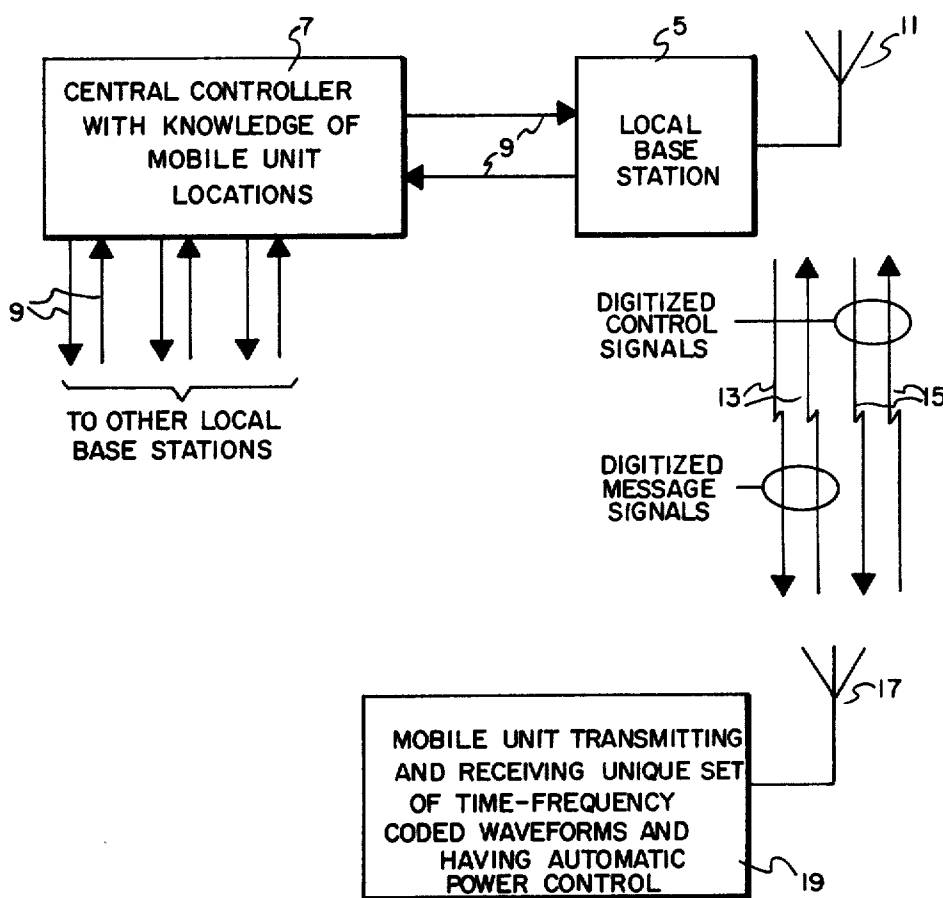 7
CENTRAL CONTROLLER
WITH KNOWLEDGE OF
MOBILE UNIT
LOCATIONS
5
LOCAL
BASE
STATION
11
9
9
9
TO OTHER LOCAL
BASE STATIONS
DIGITIZED
CONTROL
SIGNALS
13
15
DIGITIZED
MESSAGE
SIGNALS
17
MOBILE UNIT TRANSMITTING
AND RECEIVING UNIQUE SET
OF TIME-FREQUENCY
CODED WAVEFORMS AND
HAVING AUTOMATIC
POWER CONTROL
19